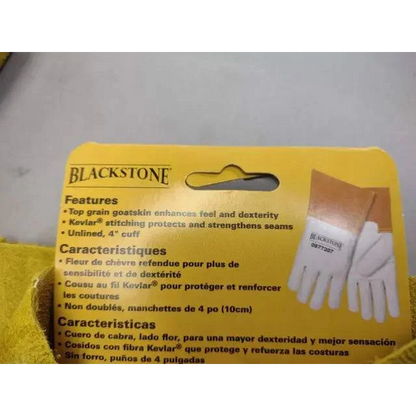 BLACKSTONE®
Features
• Top grain goatskin enhances feel and dexterity
• Kevlar® stitching protects and strengthens seams
• Unlined, 4" cuff
Caracteristiques
• Fleur de chèvre refendue pour plus de
sensibilité et de dextérité
• Cousu au fil Kevlar® pour protéger et renforcer
les coutures
• Non doublés, manchettes de 4 po (10cm)
Caracteristicas
• Cuero de cabra, lado flor, para una mayor dexteridad y mejor sensación
• Cosidos con fibra Kevlar® que protege y refuerza las costuras
• Sin forro, puños de 4 pulgadas
BLACKSTONE
0877307